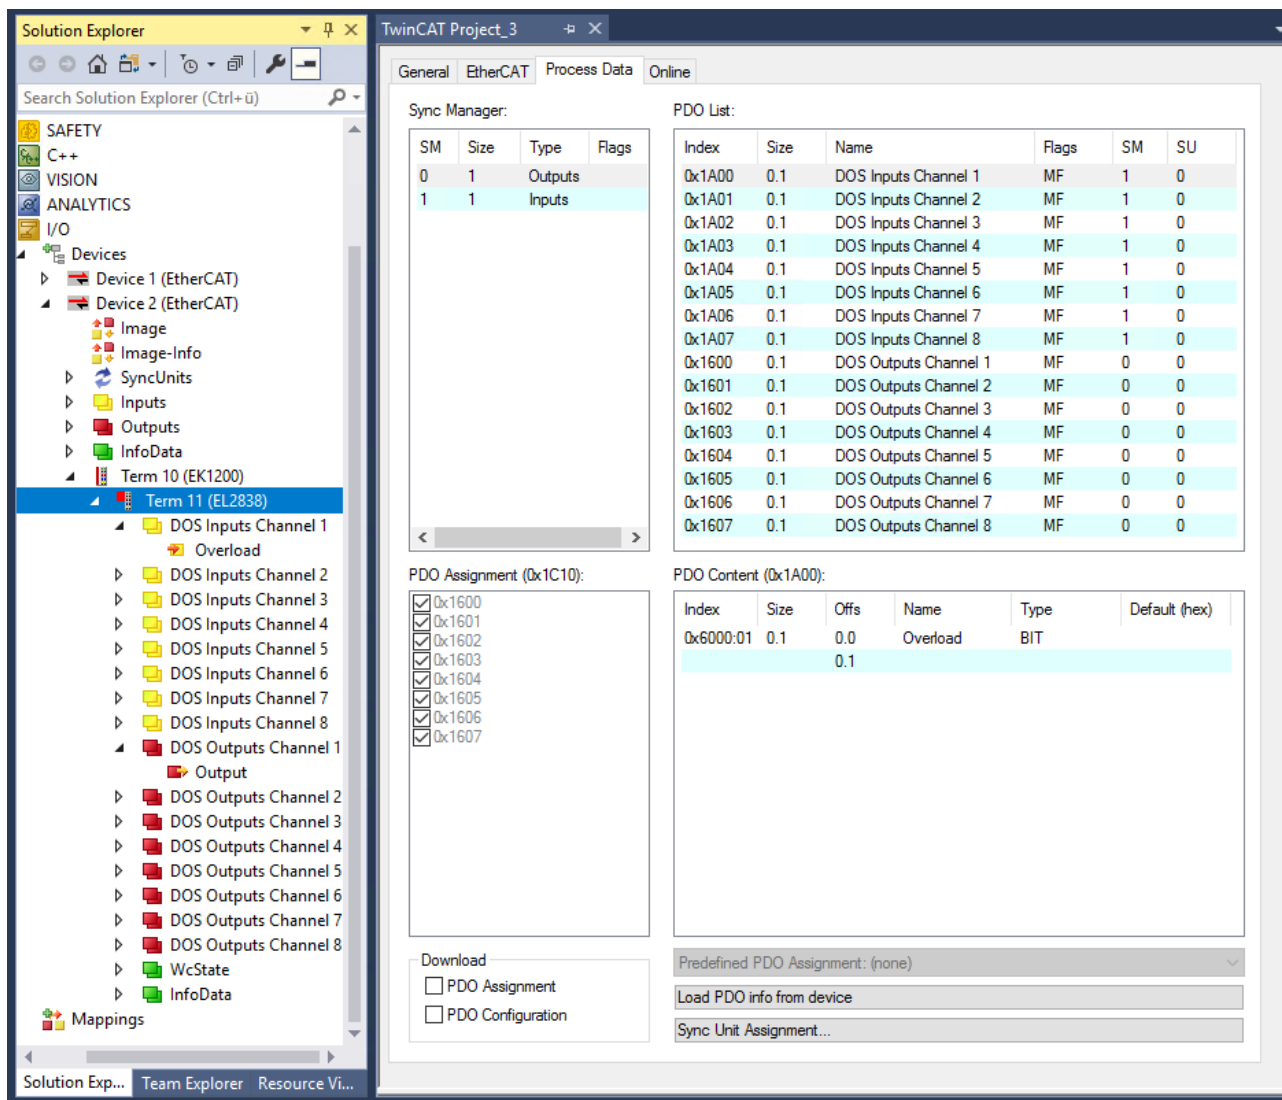 Solution Explorer
Search Solution Explorer (Ctrl+ü)
SAFETY
C++
VISION
ANALYTICS
I/O
Devices
Device 1 (EtherCAT)
Device 2 (EtherCAT)
Image
Image-Info
SyncUnits
Inputs
Outputs
InfoData
Term 10 (EK1200)
Term 11 (EL2838)
DOS Inputs Channel 1
Overload
DOS Inputs Channel 2
DOS Inputs Channel 3
DOS Inputs Channel 4
DOS Inputs Channel 5
DOS Inputs Channel 6
DOS Inputs Channel 7
DOS Inputs Channel 8
DOS Outputs Channel 1
Output
DOS Outputs Channel 2
DOS Outputs Channel 3
DOS Outputs Channel 4
DOS Outputs Channel 5
DOS Outputs Channel 6
DOS Outputs Channel 7
DOS Outputs Channel 8
WcState
InfoData
Mappings
Solution Exp... Team Explorer Resource Vi...
TwinCAT Project_3
General EtherCAT Process Data Online
Sync Manager:
SM Size Type Flags
0 1 Outputs
1 1 Inputs
PDO List:
Index Size Name Flags SM SU
0x1A00 0.1 DOS Inputs Channel 1 MF 1 0
0x1A01 0.1 DOS Inputs Channel 2 MF 1 0
0x1A02 0.1 DOS Inputs Channel 3 MF 1 0
0x1A03 0.1 DOS Inputs Channel 4 MF 1 0
0x1A04 0.1 DOS Inputs Channel 5 MF 1 0
0x1A05 0.1 DOS Inputs Channel 6 MF 1 0
0x1A06 0.1 DOS Inputs Channel 7 MF 1 0
0x1A07 0.1 DOS Inputs Channel 8 MF 1 0
0x1600 0.1 DOS Outputs Channel 1 MF 0 0
0x1601 0.1 DOS Outputs Channel 2 MF 0 0
0x1602 0.1 DOS Outputs Channel 3 MF 0 0
0x1603 0.1 DOS Outputs Channel 4 MF 0 0
0x1604 0.1 DOS Outputs Channel 5 MF 0 0
0x1605 0.1 DOS Outputs Channel 6 MF 0 0
0x1606 0.1 DOS Outputs Channel 7 MF 0 0
0x1607 0.1 DOS Outputs Channel 8 MF 0 0
PDO Assignment (0x1C10):
0x1600
0x1601
0x1602
0x1603
0x1604
0x1605
0x1606
0x1607
PDO Content (0x1A00):
Index Size Offs Name Type Default (hex)
0x6000:01 0.1 0.0 Overload BIT
0.1
Download
PDO Assignment
PDO Configuration
Predefined PDO Assignment: (none)
Load PDO info from device
Sync Unit Assignment...